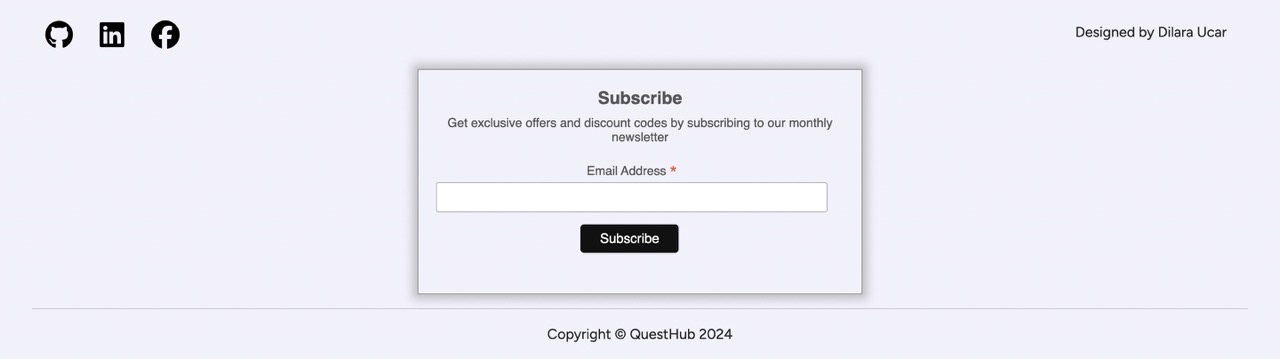 Designed by Dilara Ucar
Subscribe
Get exclusive offers and discount codes by subscribing to our monthly
newsletter
Email Address *
Subscribe
Copyright © QuestHub 2024